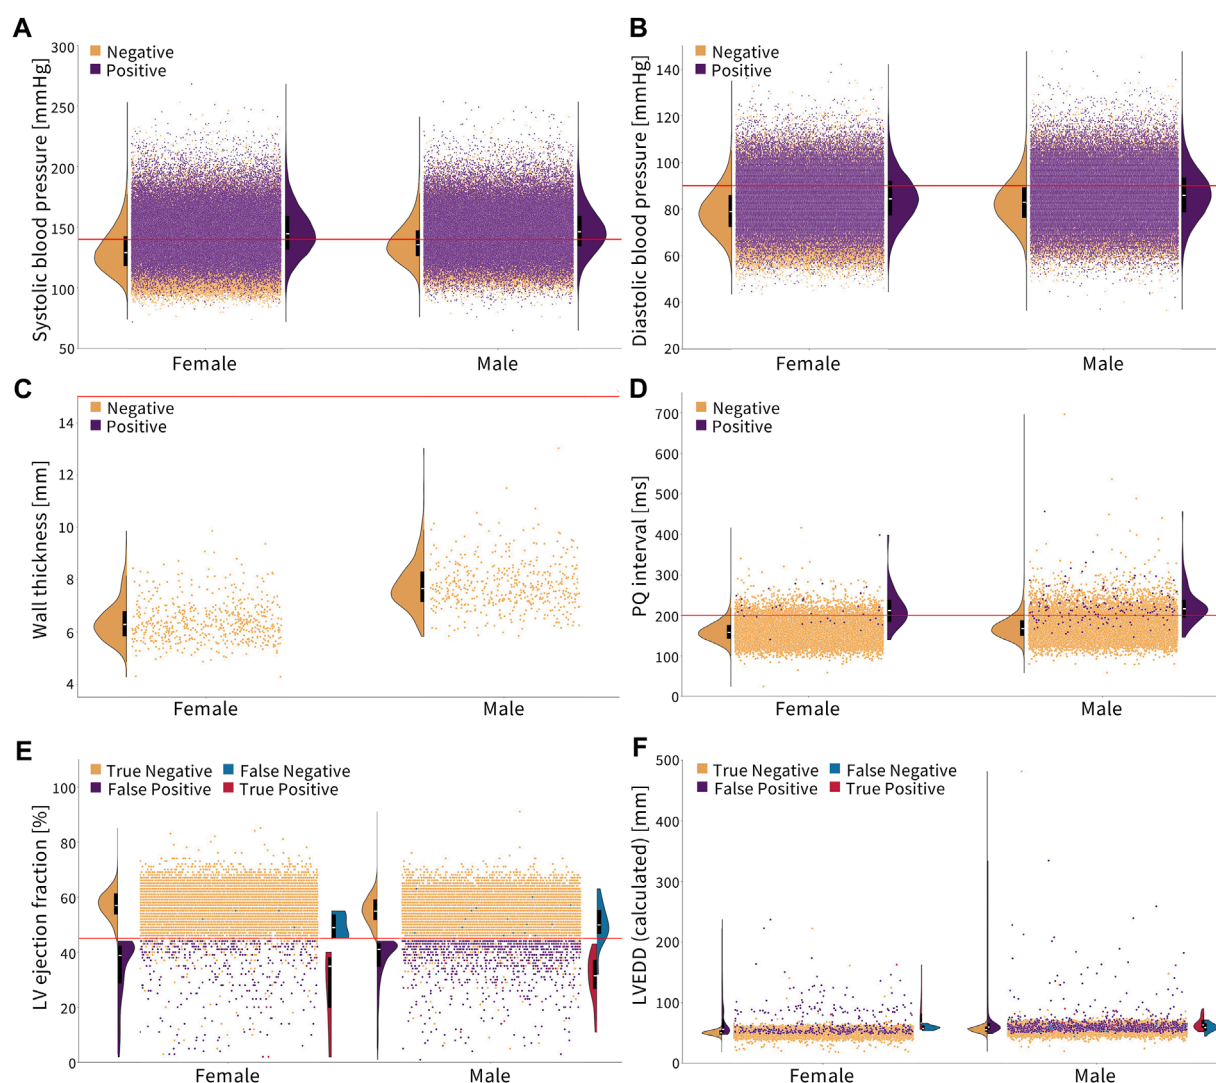 A
Systolic blood pressure [mmHg]
300
250
200
150
100
50
Negative
Positive
Female
Male
B
Diastolic blood pressure [mmHg]
140
120
100
80
60
40
20
Negative
Positive
Female
Male
C
Wall thickness [mm]
14
12
10
8
6
4
Negative
Positive
Female
Male
D
PQ interval [ms]
700
600
500
400
300
200
100
0
Negative
Positive
Female
Male
E
LV ejection fraction [%]
100
80
60
40
20
0
True Negative
False Negative
False Positive
True Positive
Female
Male
F
LVEDD (calculated) [mm]
500
400
300
200
100
0
True Negative
False Negative
False Positive
True Positive
Female
Male